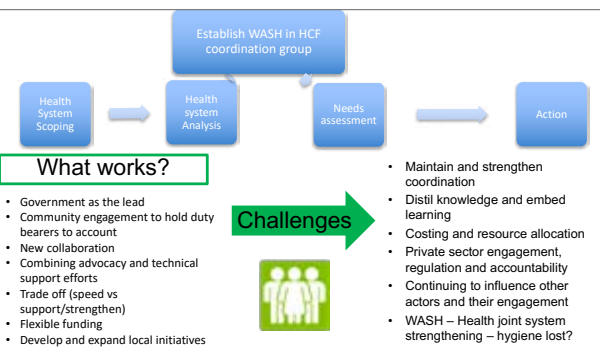 Establish WASH in HCF
coordination group
Health
System
Scoping
Health
system
Analysis
Needs
assessment
Action
What works?
• Government as the lead
• Community engagement to hold duty
bearers to account
• New collaboration
• Combining advocacy and technical
support efforts
• Trade off (speed vs
support/strengthen)
• Flexible funding
• Develop and expand local initiatives
Challenges
• Maintain and strengthen
coordination
• Distil knowledge and embed
learning
• Costing and resource allocation
• Private sector engagement,
regulation and accountability
• Continuing to influence other
actors and their engagement
• WASH – Health joint system
strengthening – hygiene lost?